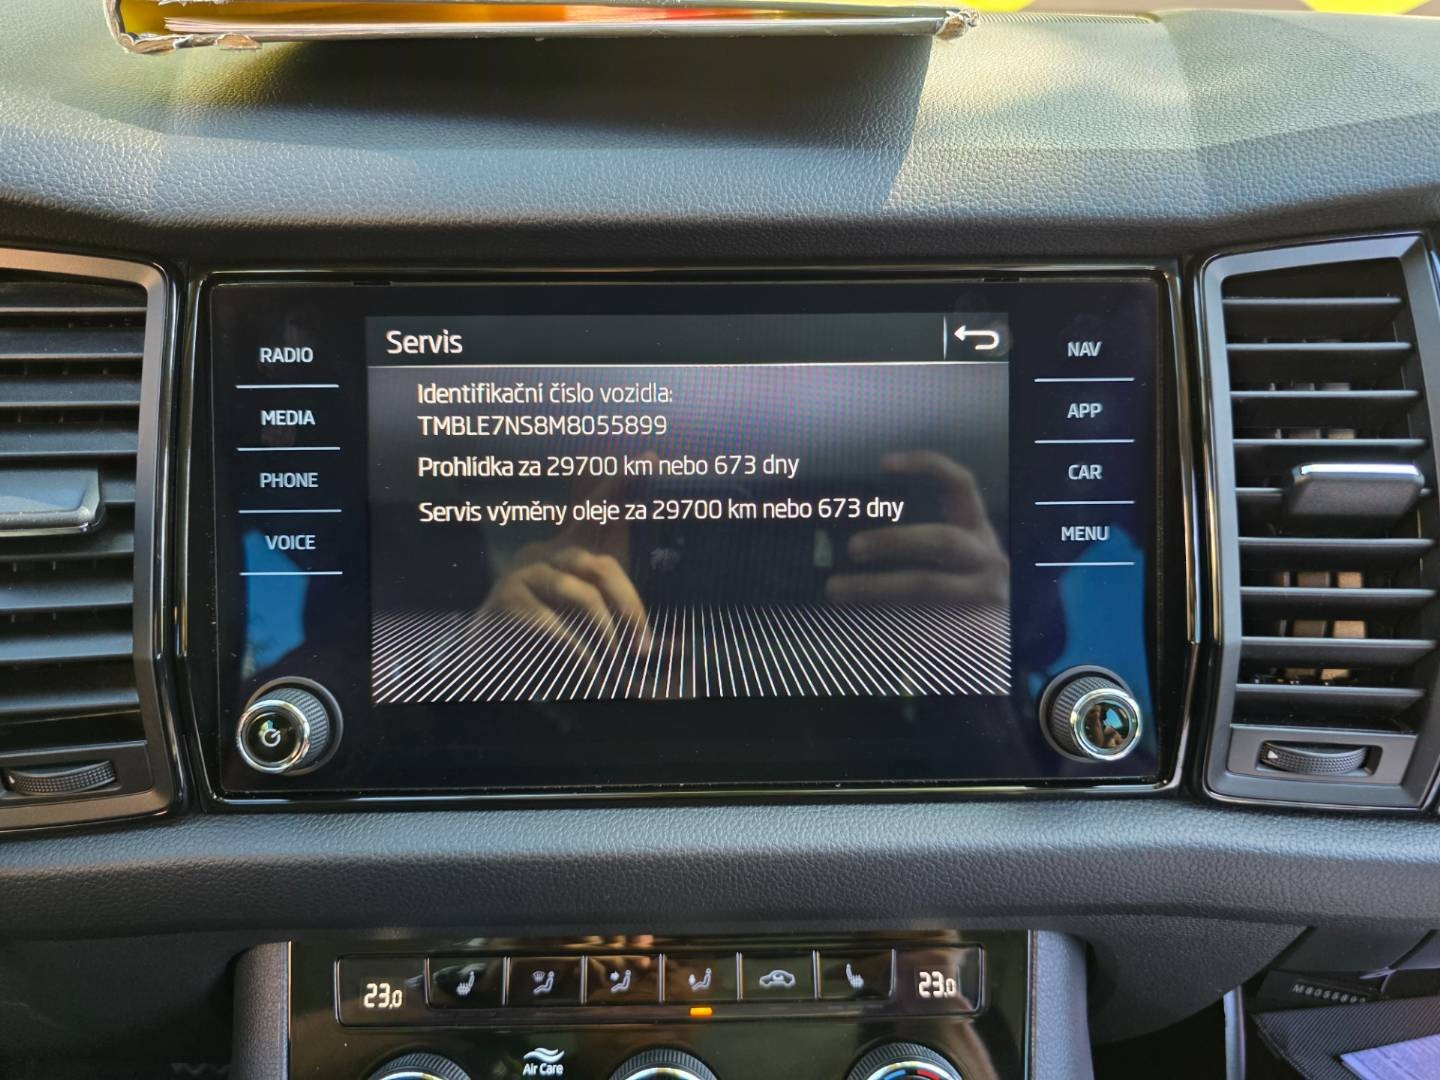 Servis
RADIO
MEDIA
PHONE
VOICE
Identifikační číslo vozidla:
TMBLE7NS8M8055899
Prohlídka za 29700 km nebo 673 dny
Servis výměny oleje za 29700 km nebo 673 dny
NAV
APP
CAR
MENU
23,0
23,0
Air Care